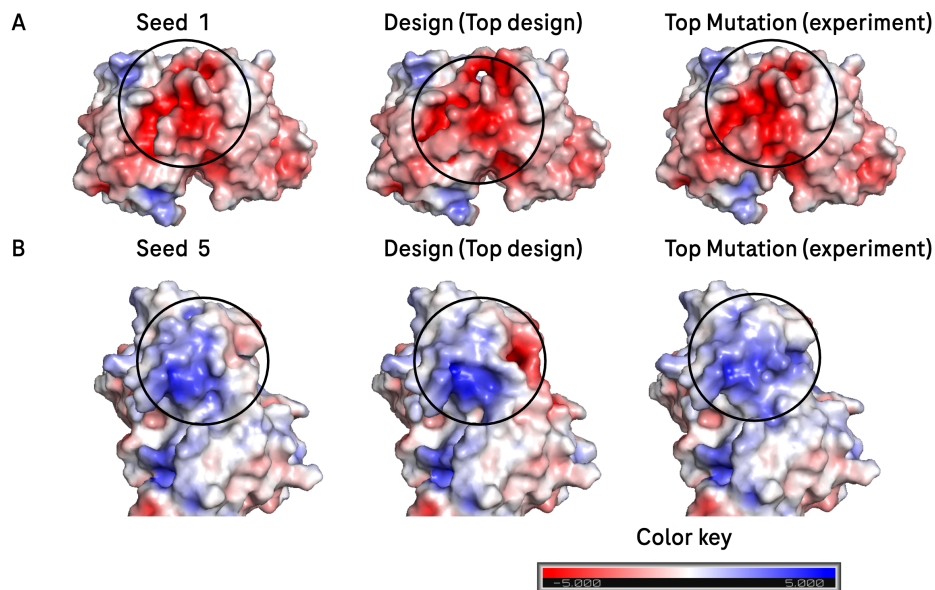 A Seed 1 Design (Top design) Top Mutation (experiment)
B Seed 5 Design (Top design) Top Mutation (experiment)
Color key
-5.000 5.000